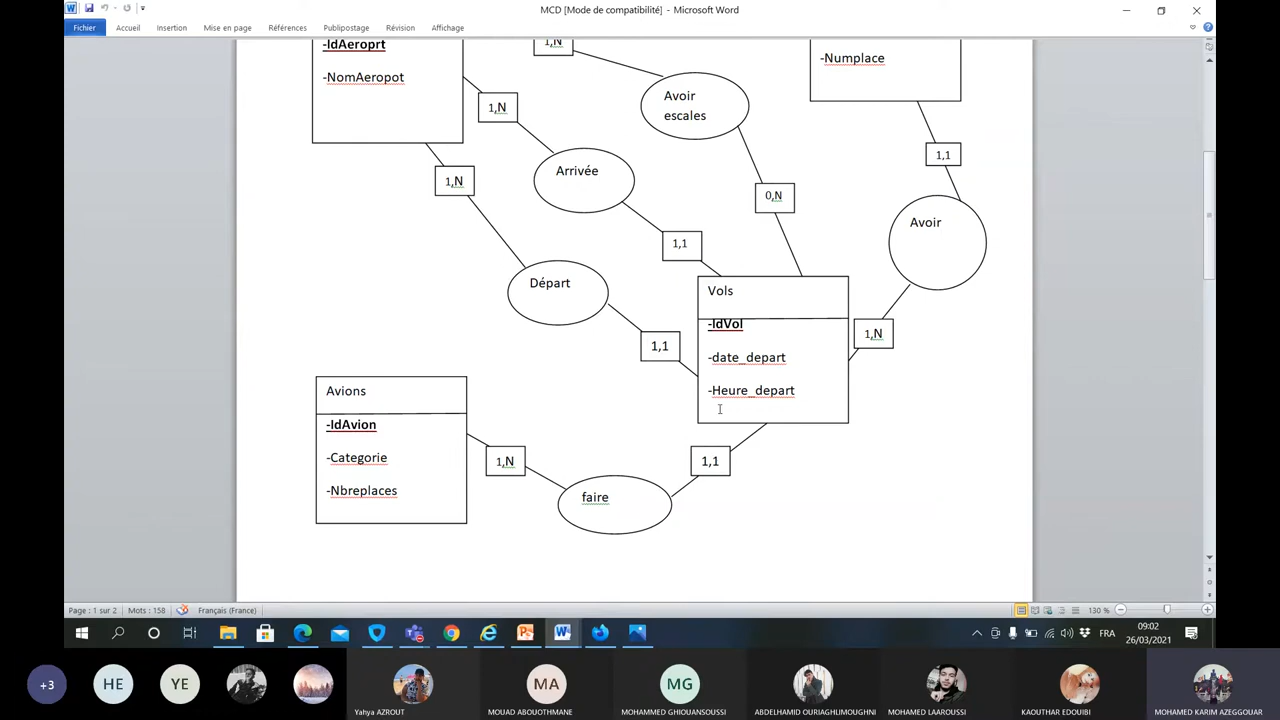 MCD [Mode de compatibilité] - Microsoft Word
Fichier Accueil Insertion Mise en page Références Publipostage Révision Affichage
-IdAeroprt
-NomAeropot
1,N
1,N
Avoir
escales
-Numplace
1,1
Arrivée
1,N
0,N
Avoir
1,1
Départ
Vols
-IdVol
-date_depart
-Heure_depart
1,N
1,1
Avions
-IdAvion
-Categorie
-Nbreplaces
1,N
1,1
faire
Page : 1 sur 2 Mots : 158 Français (France) 130 %
FRA
09:02
26/03/2021
+3 HE YE MA MG
Yahya AZROUT MOUAD ABOUOTHMANE MOHAMMED GHIOUANSOUSSI ABDELHAMID OURIAGHLIMOUGHNI MOHAMED LAAROUSSI KAOUTHAR EDOUIBI MOHAMED KARIM AZEGGOUAR